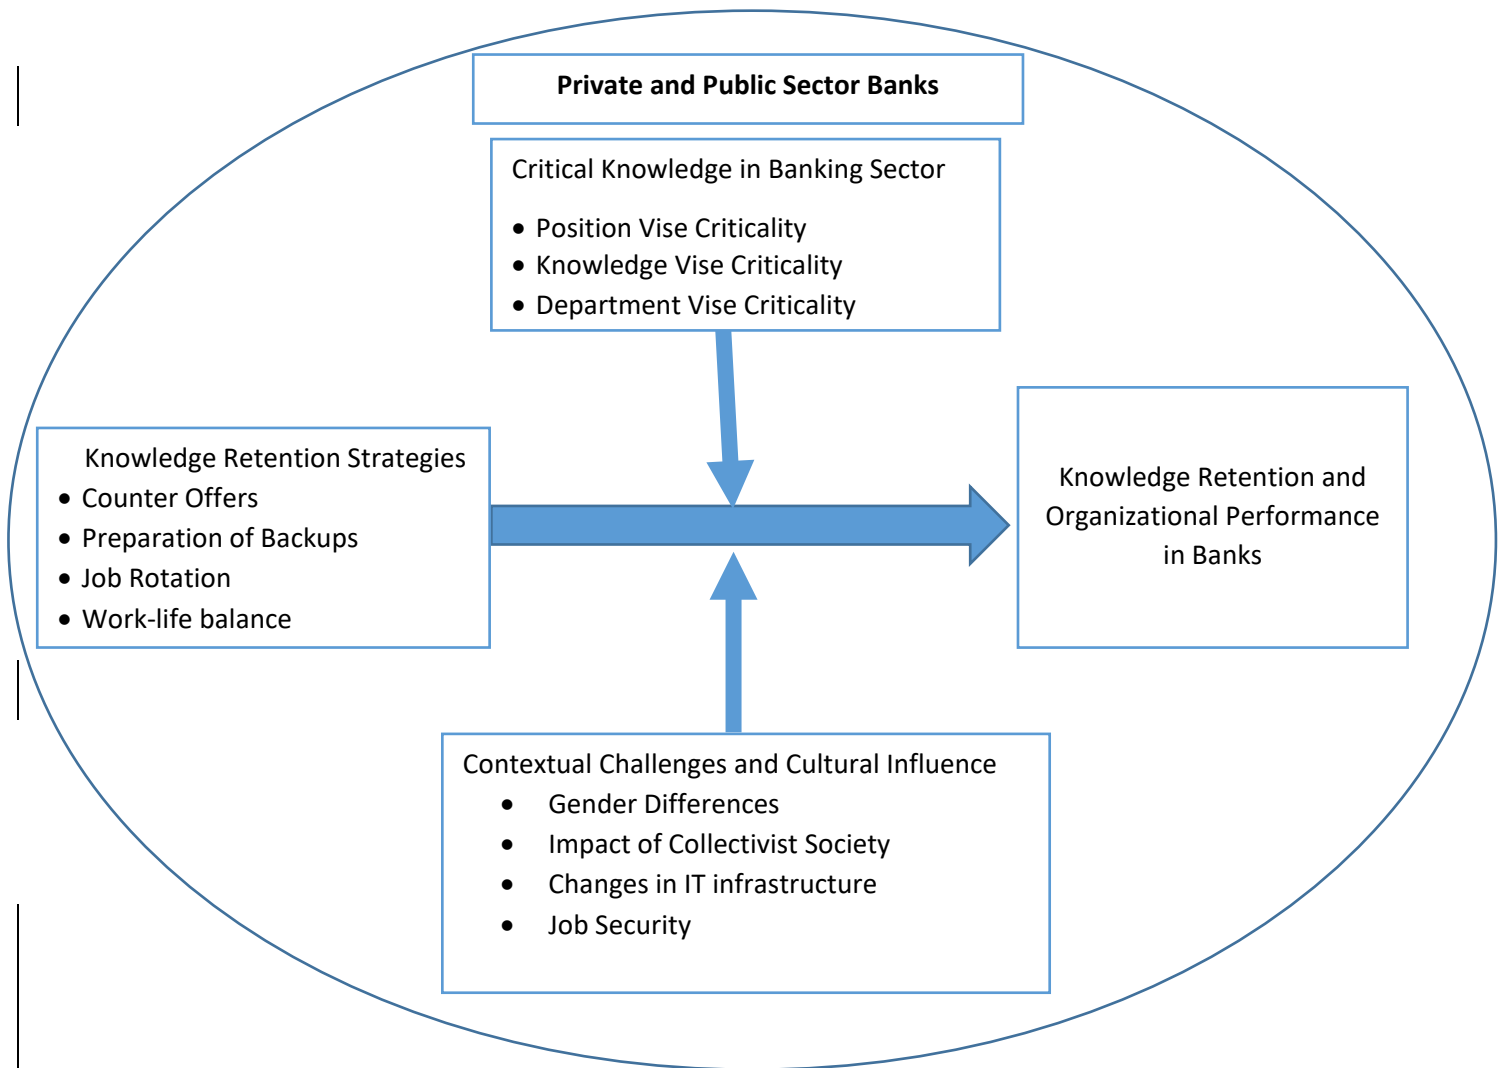 Private and Public Sector Banks
Critical Knowledge in Banking Sector
• Position Vise Criticality
• Knowledge Vise Criticality
• Department Vise Criticality
Knowledge Retention Strategies
• Counter Offers
• Preparation of Backups
• Job Rotation
• Work-life balance
Knowledge Retention and
Organizational Performance
in Banks
Contextual Challenges and Cultural Influence
• Gender Differences
• Impact of Collectivist Society
• Changes in IT infrastructure
• Job Security